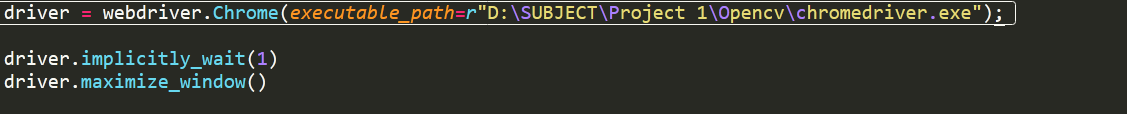 driver = webdriver.Chrome(executable_path=r"D:\SUBJECT\Project 1\Opencv\chromedriver.exe");
driver.implicitly_wait(1)
driver.maximize_window()